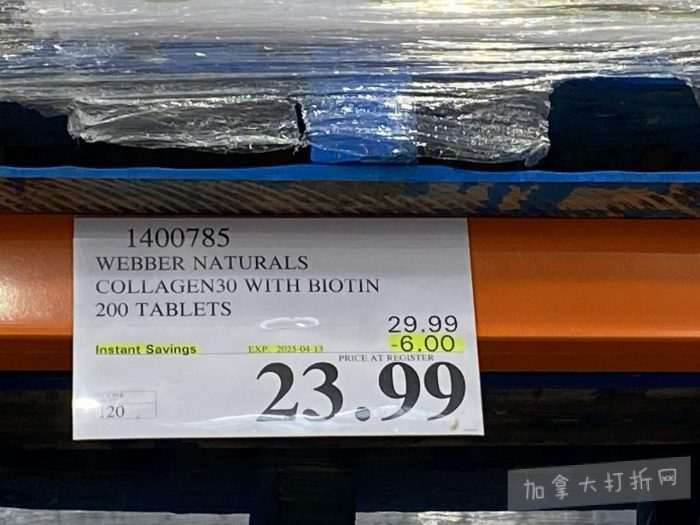 1400785
WEBBER NATURALS
COLLAGEN30 WITH BIOTIN
200 TABLETS
29.99
Instant Savings EXP. 2025-04-13 -6.00
PRICE AT REGISTER
23.99
120
加拿大打折网